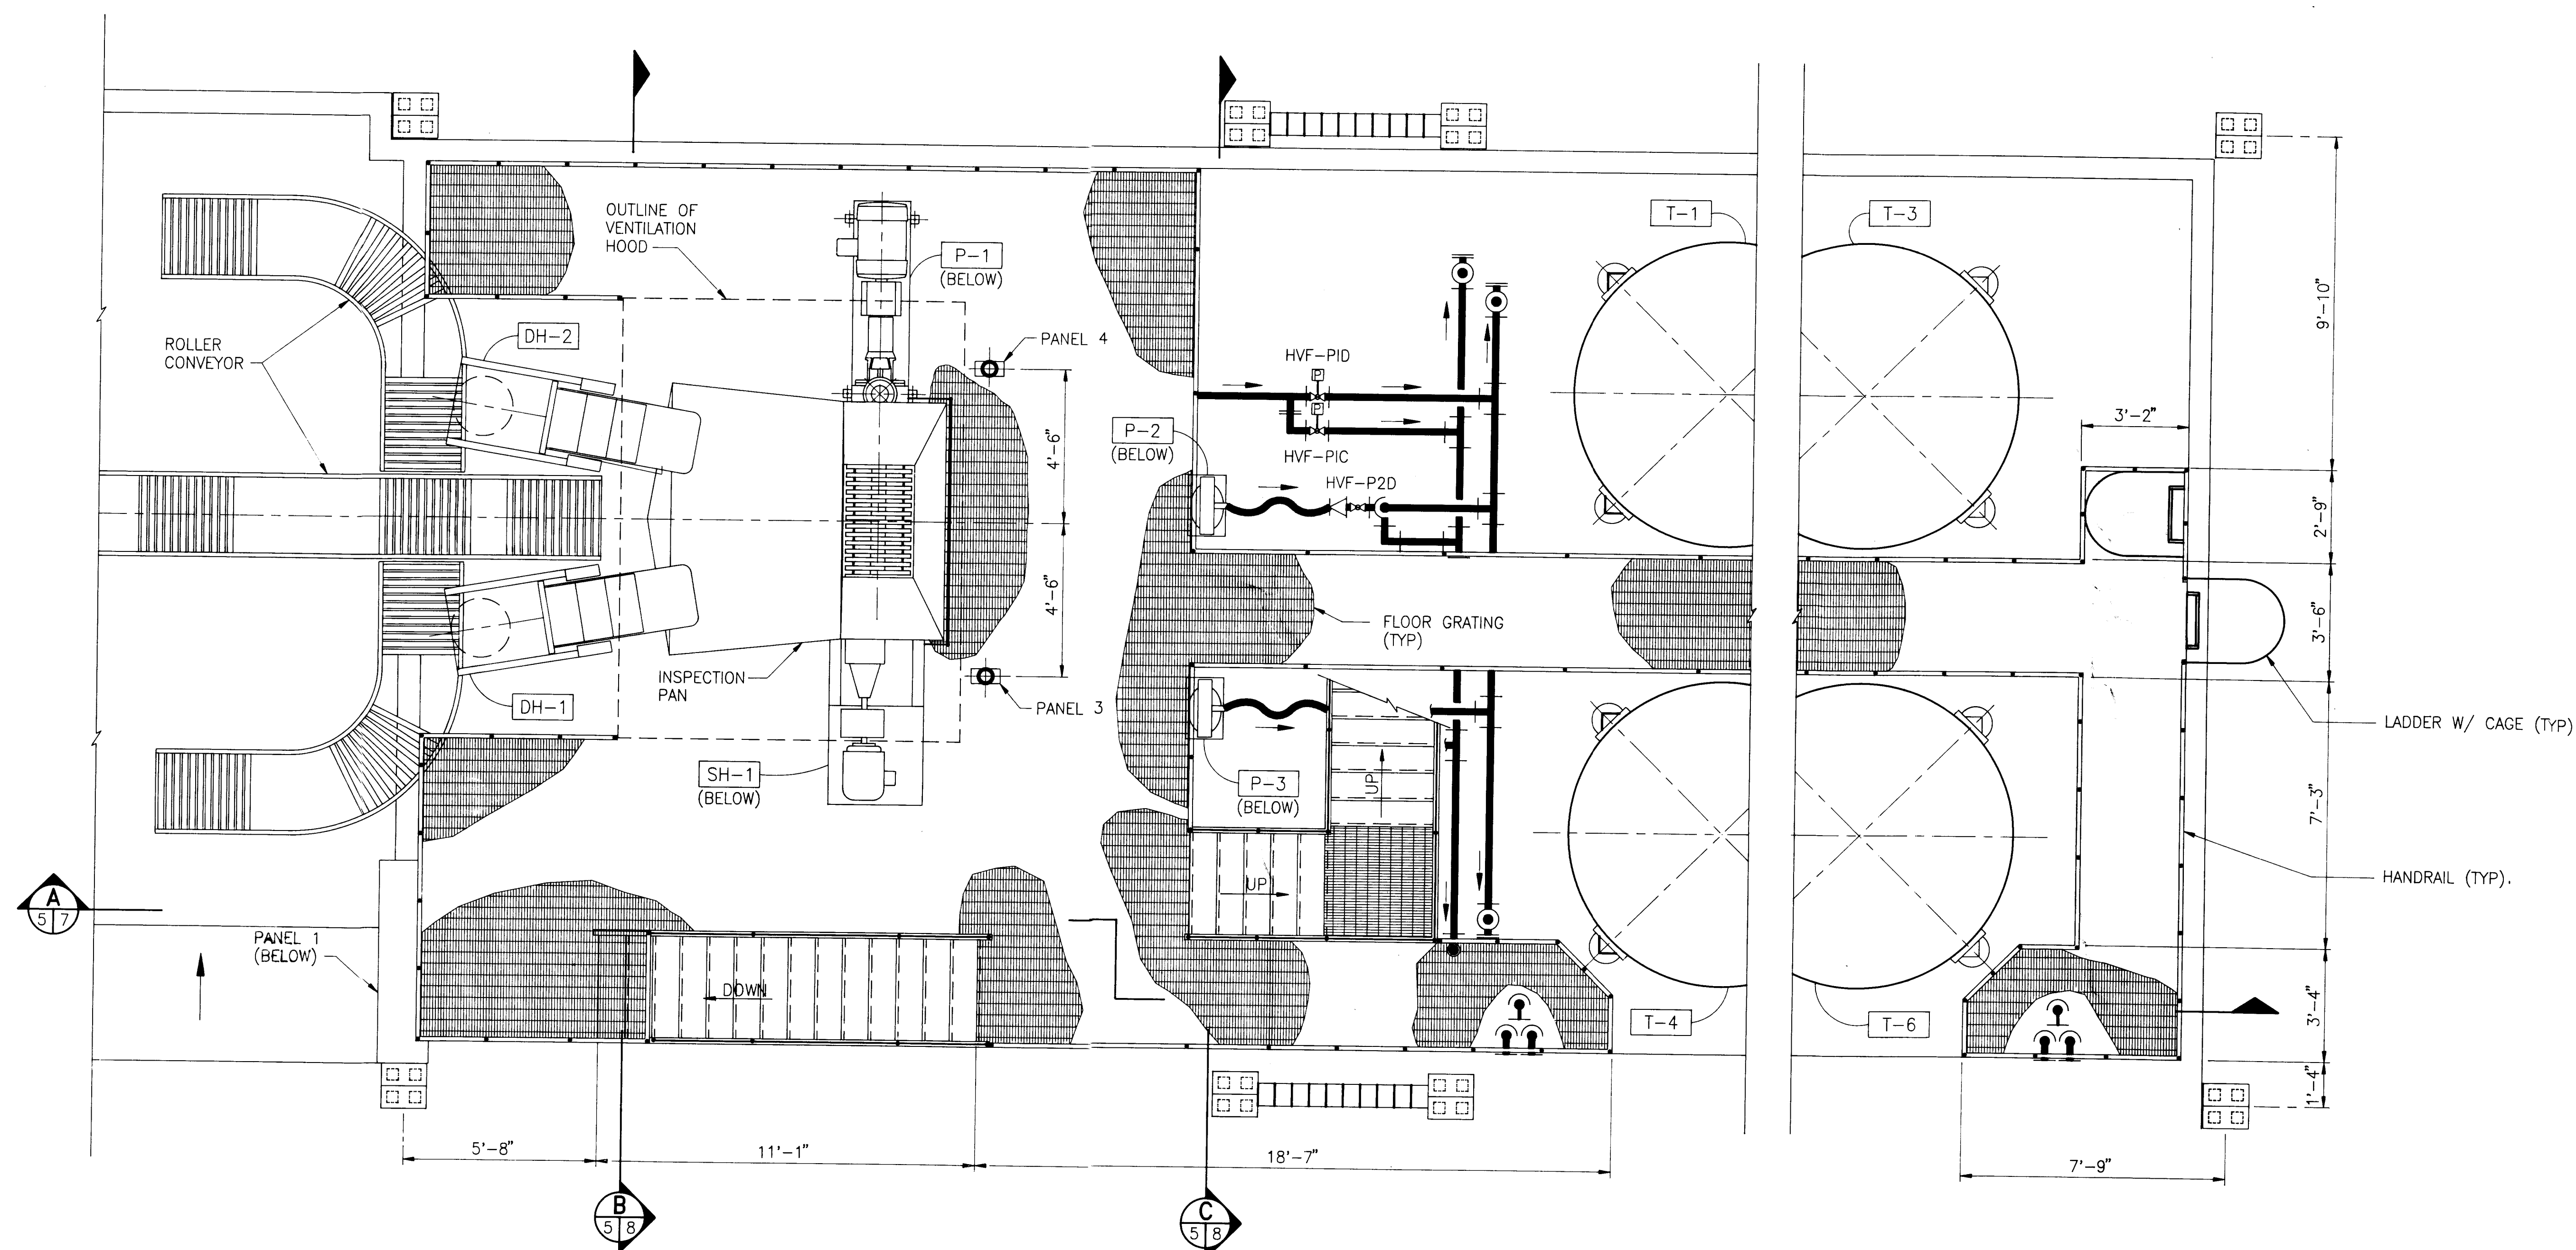 OUTLINE OF
VENTILATION
HOOD
P-1
(BELOW)
T-1
T-3
DH-2
PANEL 4
ROLLER
CONVEYOR
HVF-PID
P
P
HVF-PIC
HVF-P2D
P-2
(BELOW)
4'-6"
4'-6"
9'-10"
3'-2"
2'-9"
3'-6"
FLOOR GRATING
(TYP)
INSPECTION
PAN
DH-1
PANEL 3
LADDER W/ CAGE (TYP)
SH-1
(BELOW)
P-3
(BELOW)
UP
UP
7'-3"
HANDRAIL (TYP).
A
5 7
PANEL 1
(BELOW)
DOWN
T-4
T-6
3'-4"
1'-4"
5'-8"
11'-1"
18'-7"
7'-9"
B
5 8
C
5 8